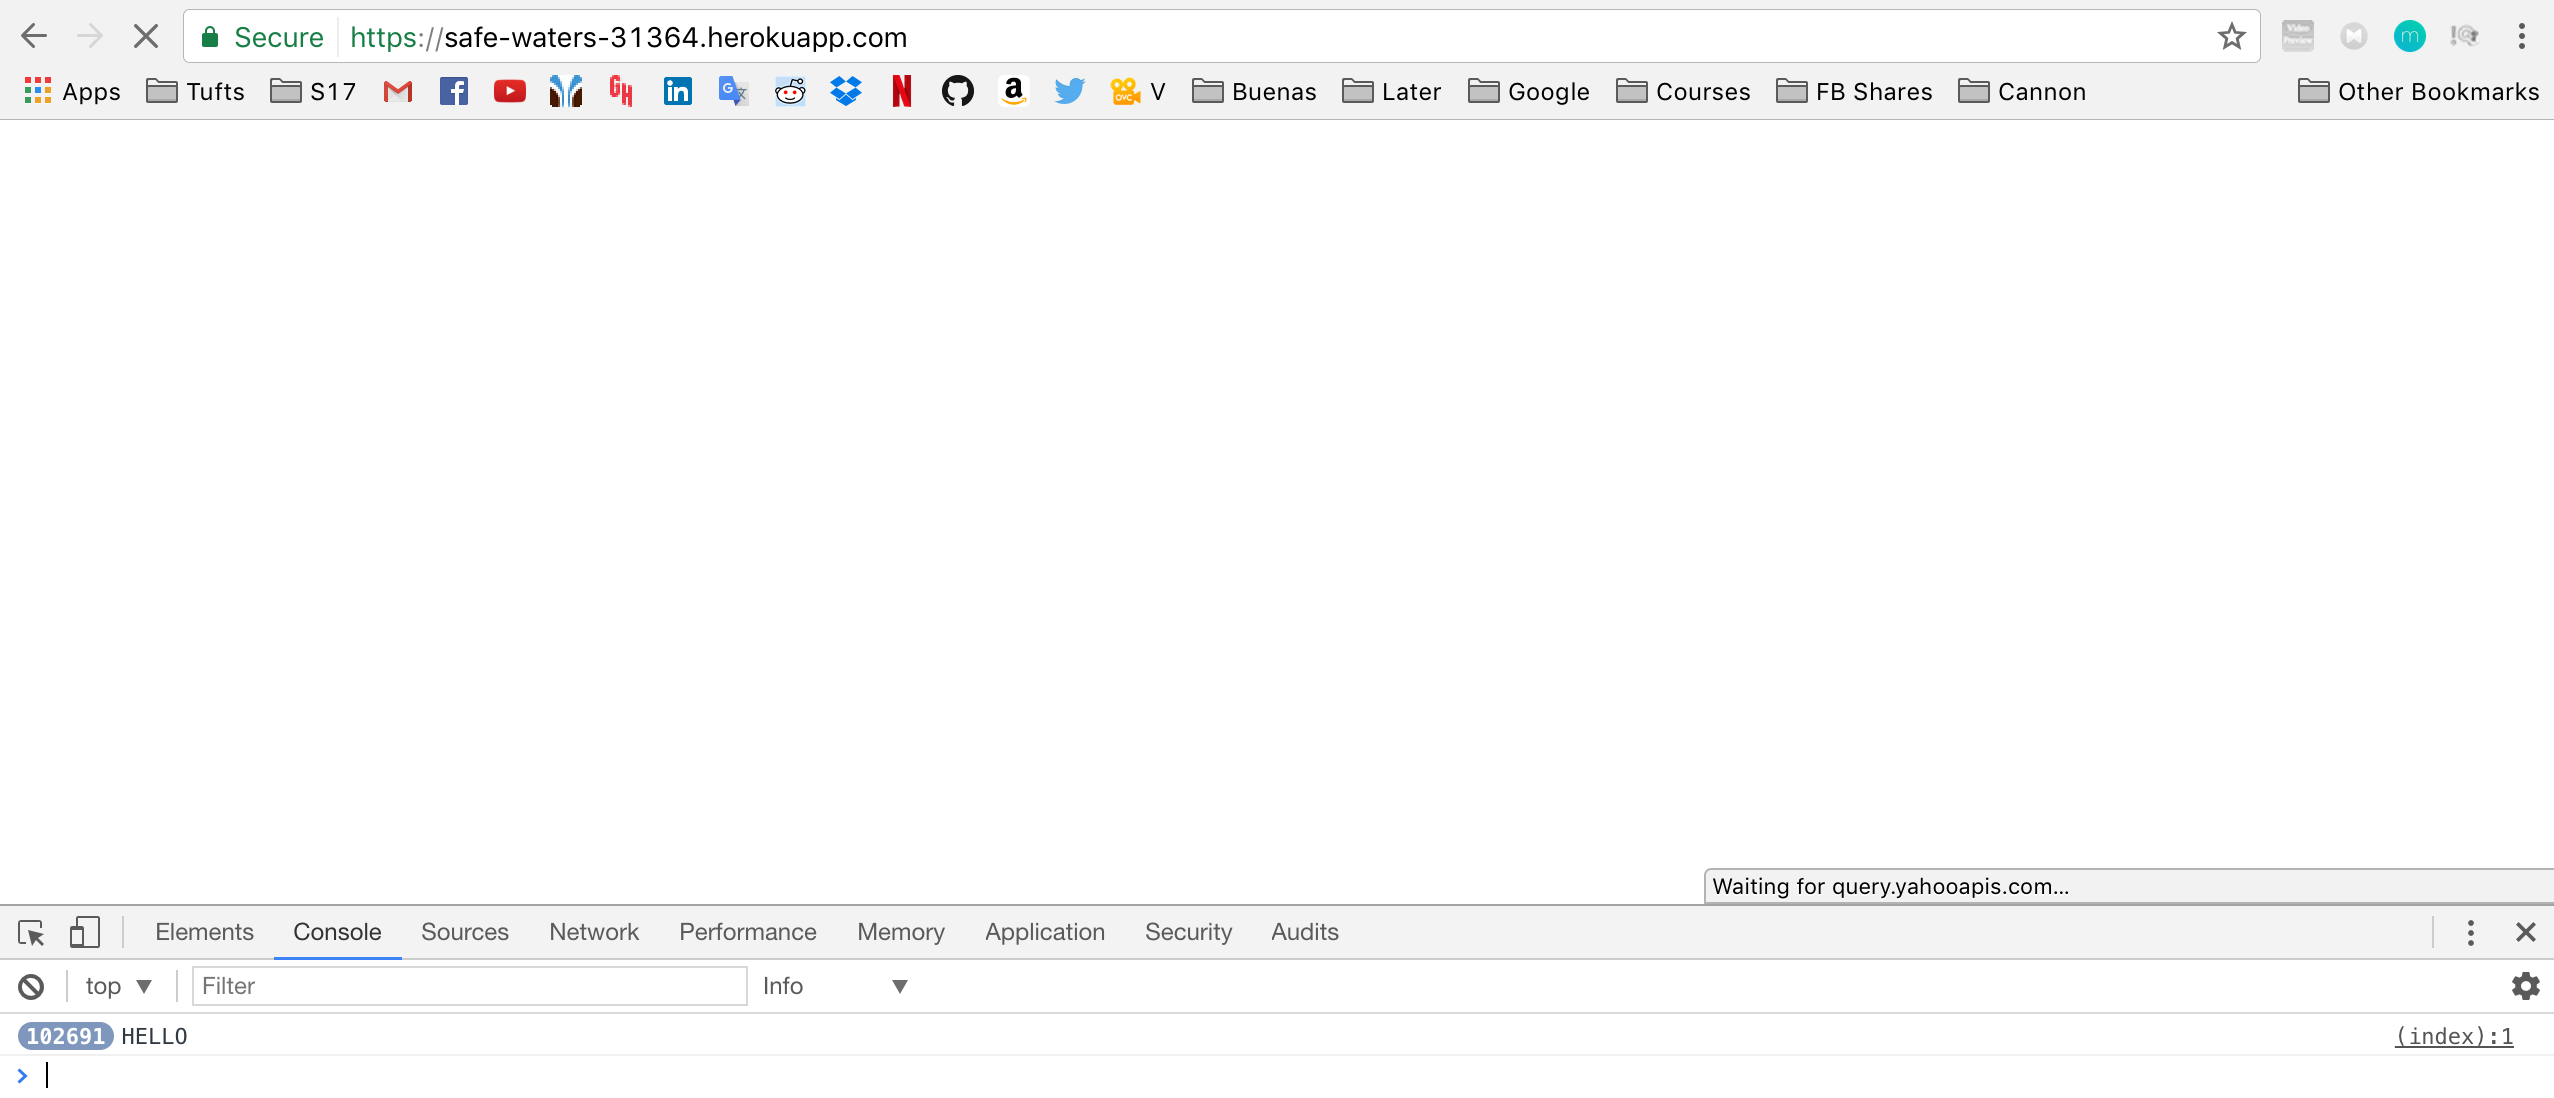 Secure https://safe-waters-31364.herokuapp.com
Apps Tufts S17 V Buenas Later Google Courses FB Shares Cannon Other Bookmarks
Waiting for query.yahooapis.com...
Elements Console Sources Network Performance Memory Application Security Audits
top Filter Info
102691 HELLO (index):1